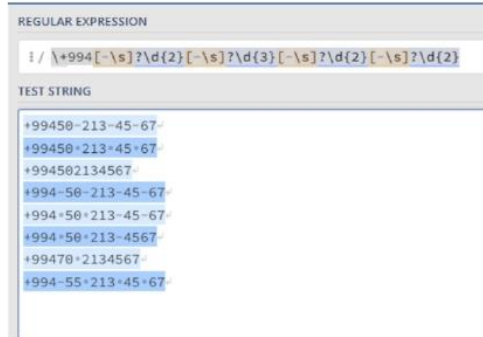 REGULAR EXPRESSION
⋮/ \+994[-\s]?\d{2}[-\s]?\d{3}[-\s]?\d{2}[-\s]?\d{2}
TEST STRING
+99450-213-45-67↵
+99450·213·45·67↵
+994502134567↵
+994-50-213-45-67↵
+994·50·213-45-67↵
+994·50·213-4567↵
+99470·2134567↵
+994-55·213·45·67↵